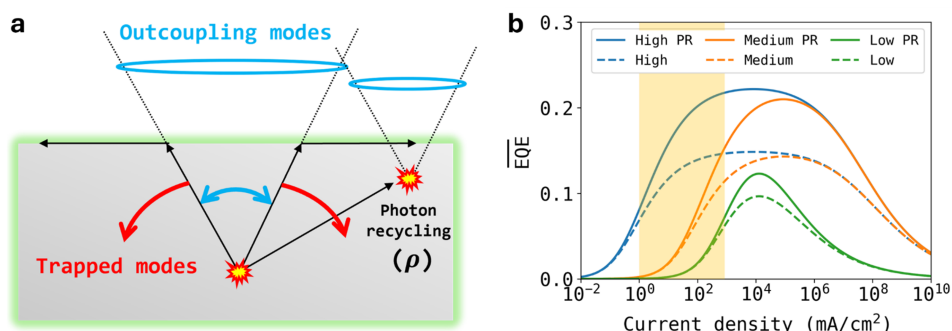 a
Outcoupling modes
Trapped modes
Photon
recycling
(ρ)
b
High PR
Medium PR
Low PR
High
Medium
Low
EQE
0.3
0.2
0.1
0.0
10⁻² 10⁰ 10² 10⁴ 10⁶ 10⁸ 10¹⁰
Current density (mA/cm²)